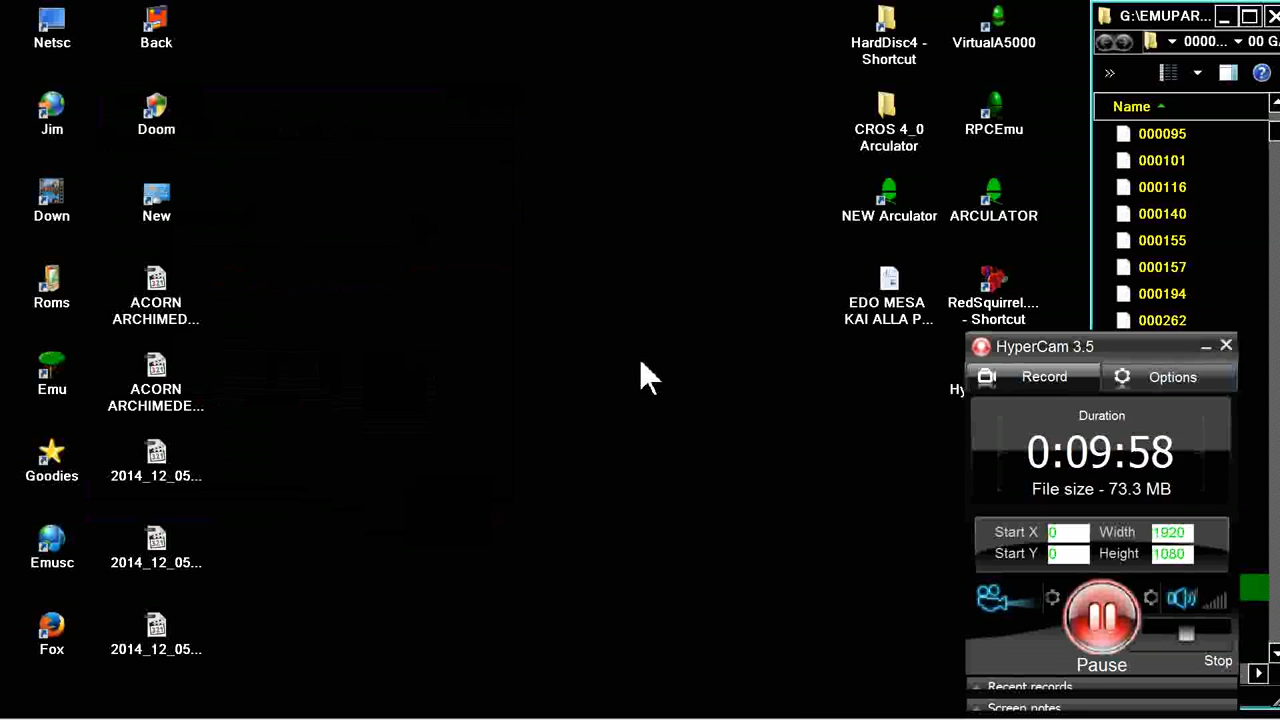 Netsc
Back
Jim
Doom
Down
New
Roms
ACORN
ARCHIMED...
Emu
ACORN
ARCHIMEDE...
Goodies
2014_12_05...
Emusc
2014_12_05...
Fox
2014_12_05...
HardDisc4 -
Shortcut
VirtualA5000
CROS 4_0
Arculator
RPCEmu
NEW Arculator
ARCULATOR
EDO MESA
KAI ALLA P...
RedSquirrel....
- Shortcut
Hy
G:\EMUPAR...
0000...
00 G
Name
000095
000101
000116
000140
000155
000157
000194
000262
HyperCam 3.5
Record
Options
Duration
0:09:58
File size - 73.3 MB
Start X 0 Width 1920
Start Y 0 Height 1080
Pause
Stop
Recent records
Screen notes